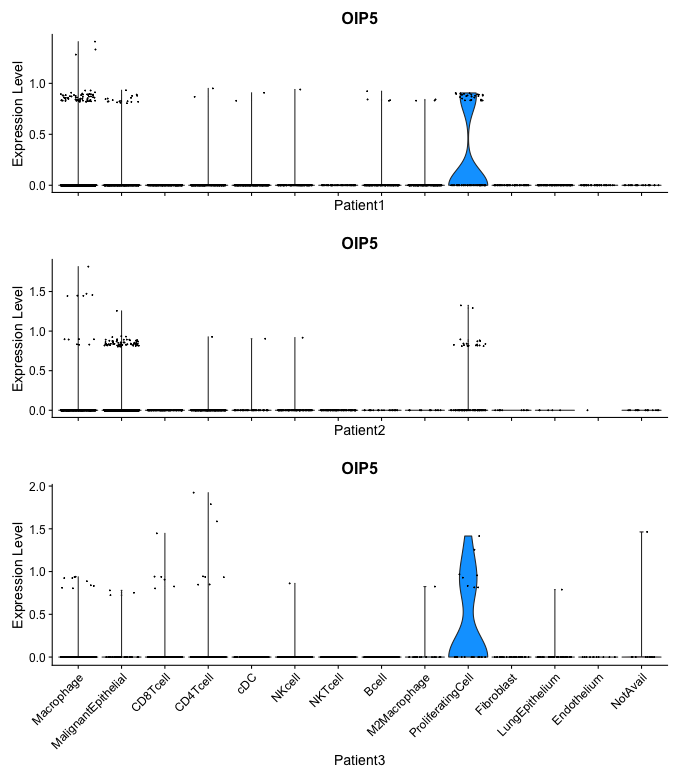 OIP5
Expression Level
1.0
0.5
0.0
Patient1
OIP5
Expression Level
1.5
1.0
0.5
0.0
Patient2
OIP5
Expression Level
2.0
1.5
1.0
0.5
0.0
Macrophage
MalignantEpithelial
CD8Tcell
CD4Tcell
cDC
NKcell
NKTcell
Bcell
M2Macrophage
ProliferatingCell
Fibroblast
LungEpithelium
Endothelium
NotAvail
Patient3